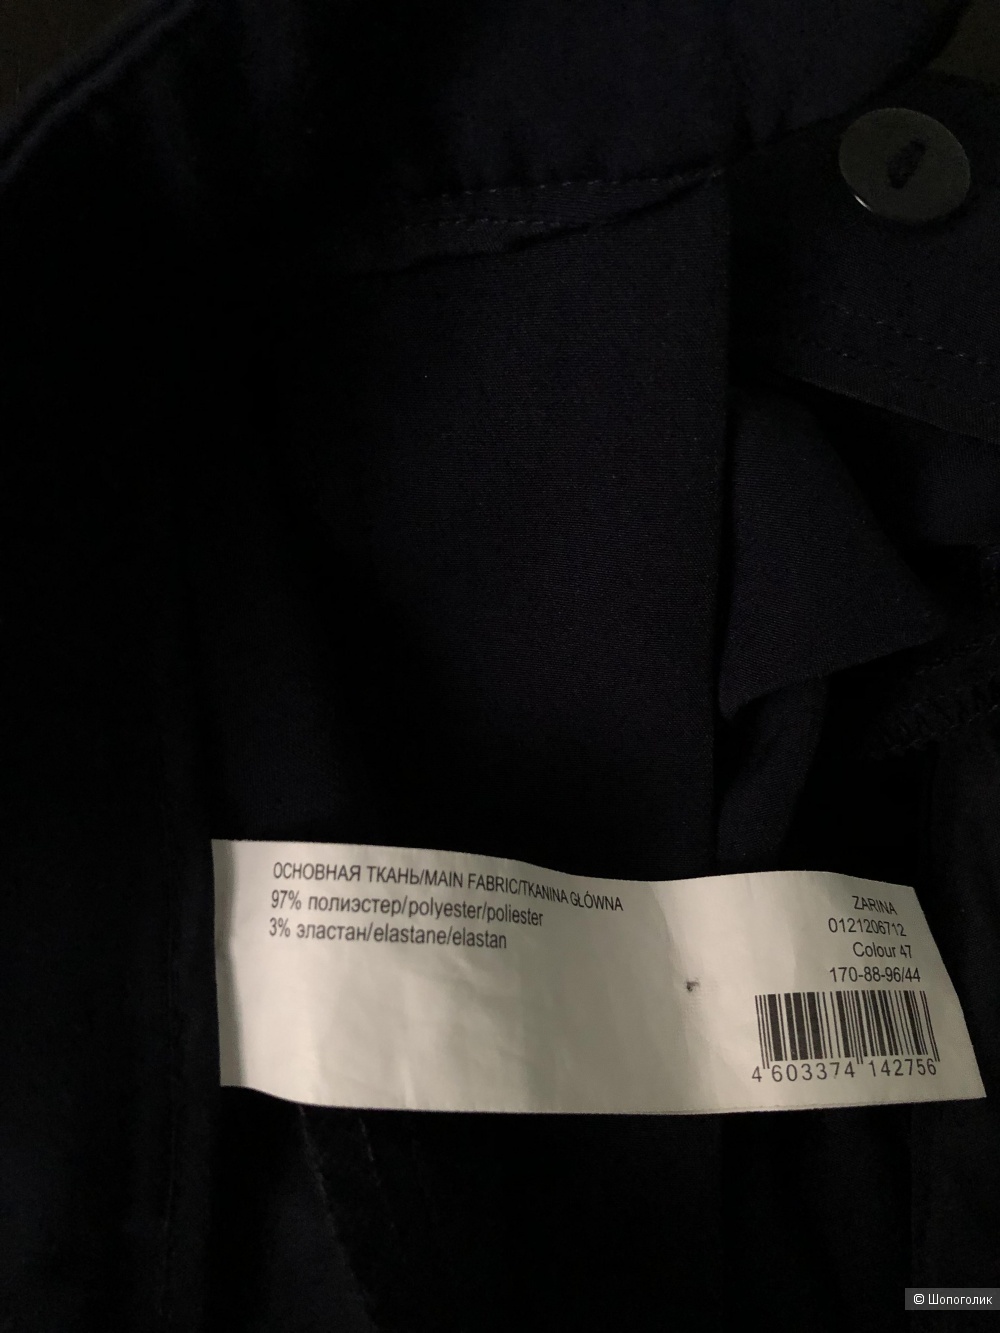 ОСНОВНАЯ ТКАНЬ/MAIN FABRIC/TKANINA GŁÓWNA
97% полиэстер/polyester/poliester
3% эластан/elastane/elastan
ZARINA
0121206712
Colour 47
170-88-96/44
4 603374 142756
© Шопоголик